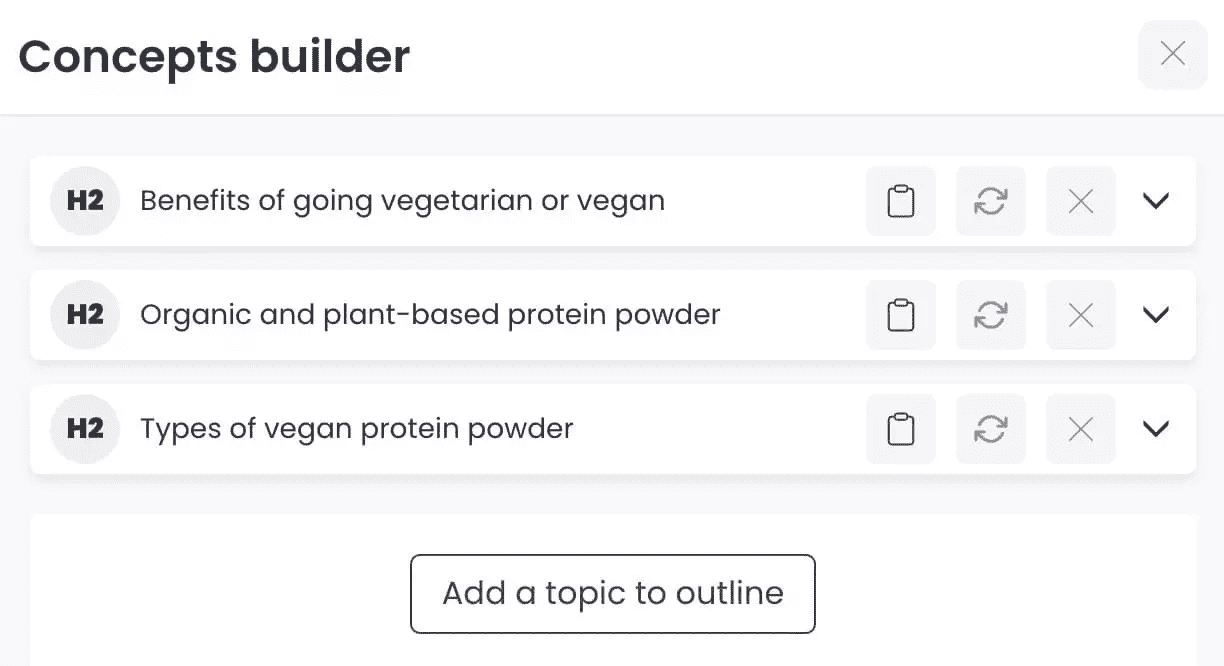 Concepts builder
H2 Benefits of going vegetarian or vegan
H2 Organic and plant-based protein powder
H2 Types of vegan protein powder
Add a topic to outline